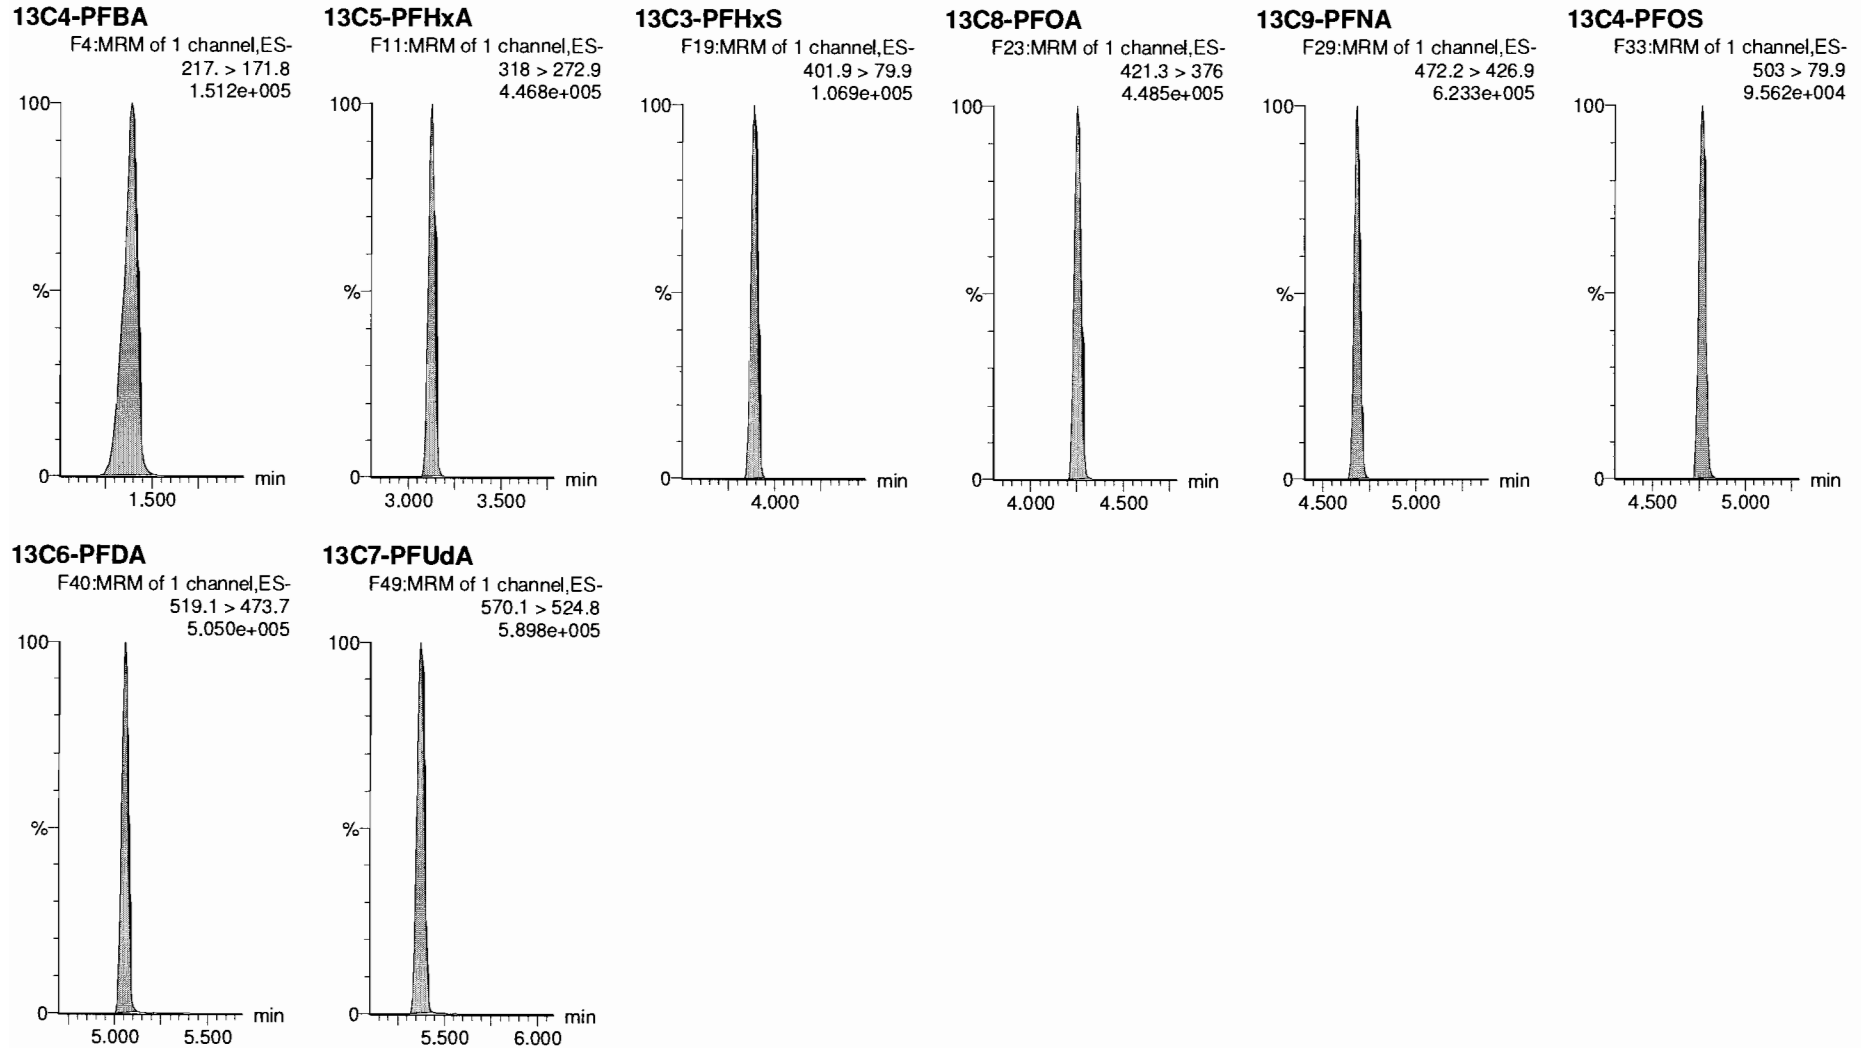 13C4-PFBA
F4:MRM of 1 channel,ES-
217. > 171.8
1.512e+005
100
%
0
min
1.500
13C5-PFHxA
F11:MRM of 1 channel,ES-
318 > 272.9
4.468e+005
100
%
0
min
3.000 3.500
13C3-PFHxS
F19:MRM of 1 channel,ES-
401.9 > 79.9
1.069e+005
100
%
0
min
4.000
13C8-PFOA
F23:MRM of 1 channel,ES-
421.3 > 376
4.485e+005
100
%
0
min
4.000 4.500
13C9-PFNA
F29:MRM of 1 channel,ES-
472.2 > 426.9
6.233e+005
100
%
0
min
4.500 5.000
13C4-PFOS
F33:MRM of 1 channel,ES-
503 > 79.9
9.562e+004
100
%
0
min
4.500 5.000
13C6-PFDA
F40:MRM of 1 channel,ES-
519.1 > 473.7
5.050e+005
100
%
0
min
5.000 5.500
13C7-PFUdA
F49:MRM of 1 channel,ES-
570.1 > 524.8
5.898e+005
100
%
0
min
5.500 6.000